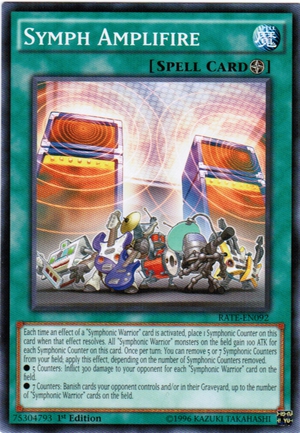 SYMPH AMPLIFIRE
魔
[SPELL CARD]
RATE-EN092
Each time an effect of a "Symphonic Warrior" card is activated, place 1 Symphonic Counter on this
card when that effect resolves. All "Symphonic Warrior" monsters on the field gain 100 ATK for
each Symphonic Counter on this card. Once per turn: You can remove 5 or 7 Symphonic Counters
from your field; apply this effect, depending on the number of Symphonic Counters removed.
● 5 Counters: Inflict 300 damage to your opponent for each "Symphonic Warrior" card on the
field.
● 7 Counters: Banish cards your opponent controls and/or in their Graveyard, up to the number
of "Symphonic Warrior" cards on the field.
75304793
1st Edition
©1996 KAZUKI TAKAHASHI